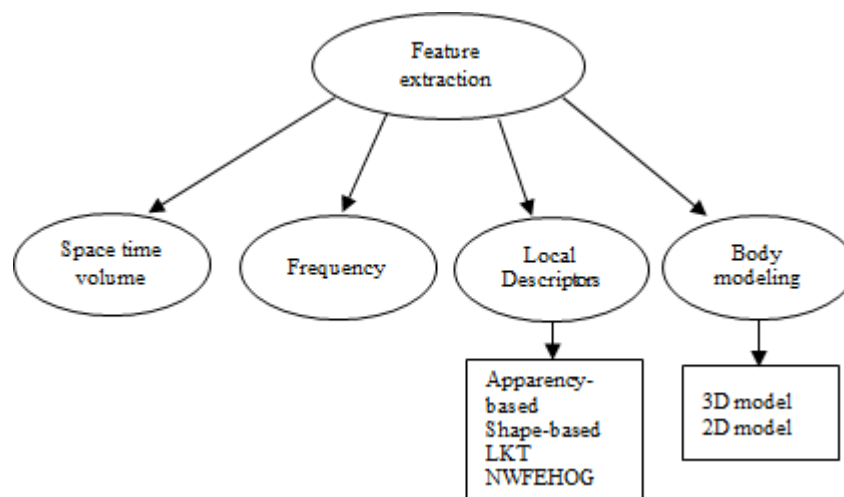 Feature
extraction
Space time
volume
Frequency
Local
Descriptors
Body
modeling
Apparency-
based
Shape-based
LKT
NWFEHOG
3D model
2D model